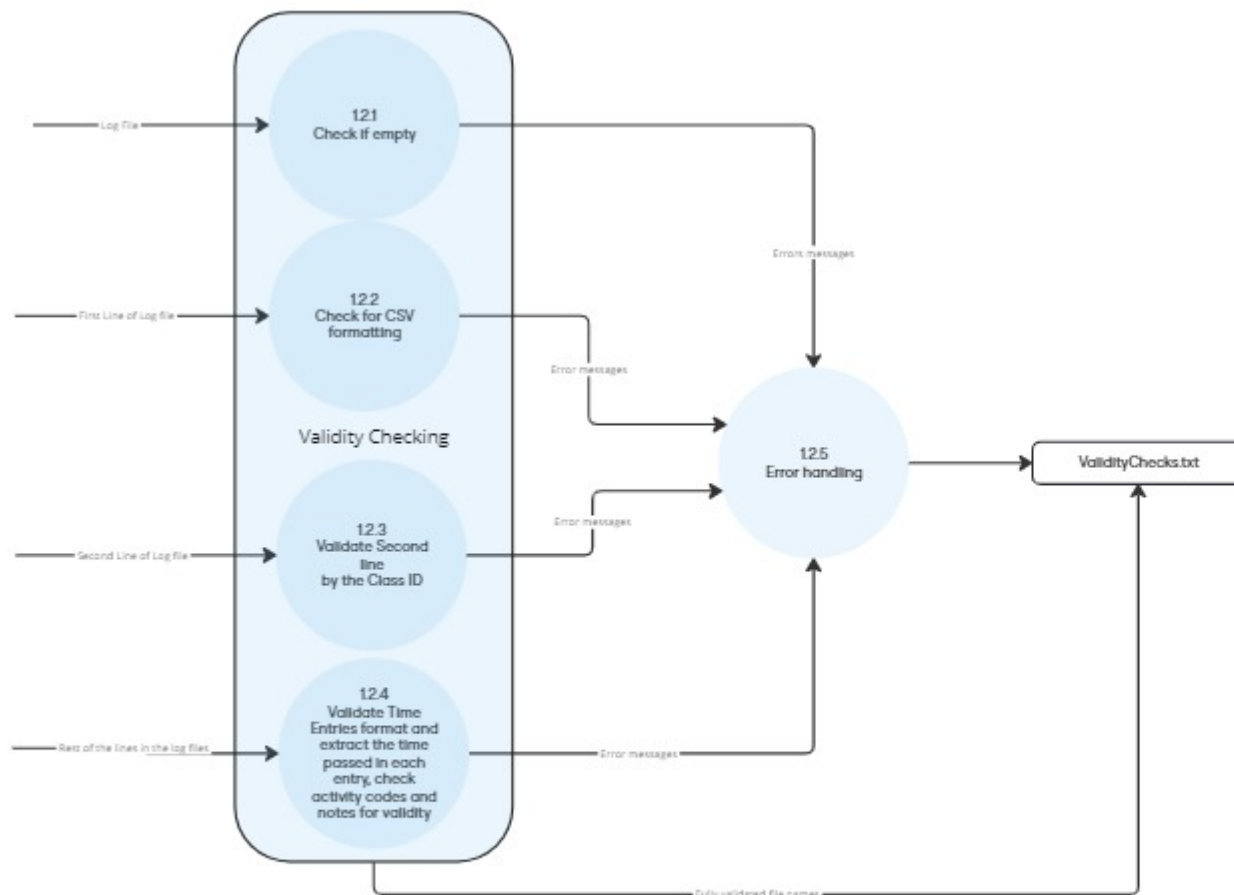 1.2.1
Check if empty
Log File
Errors messages
1.2.2
Check for CSV
formatting
First Line of Log file
Error messages
Validity Checking
1.2.5
Error handling
ValidityChecks.txt
1.2.3
Validate Second
line
by the Class ID
Second Line of Log file
Error messages
1.2.4
Validate Time
Entries format and
extract the time
passed in each
entry, check
activity codes and
notes for validity
Rest of the lines in the log files
Error messages
Fully validated file names